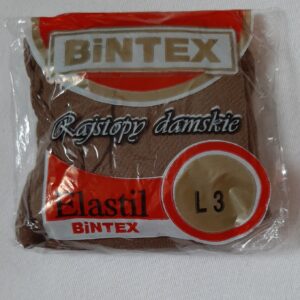 BiNTEX
Rajstopy damskie
Elastil
BiNTEX
L 3